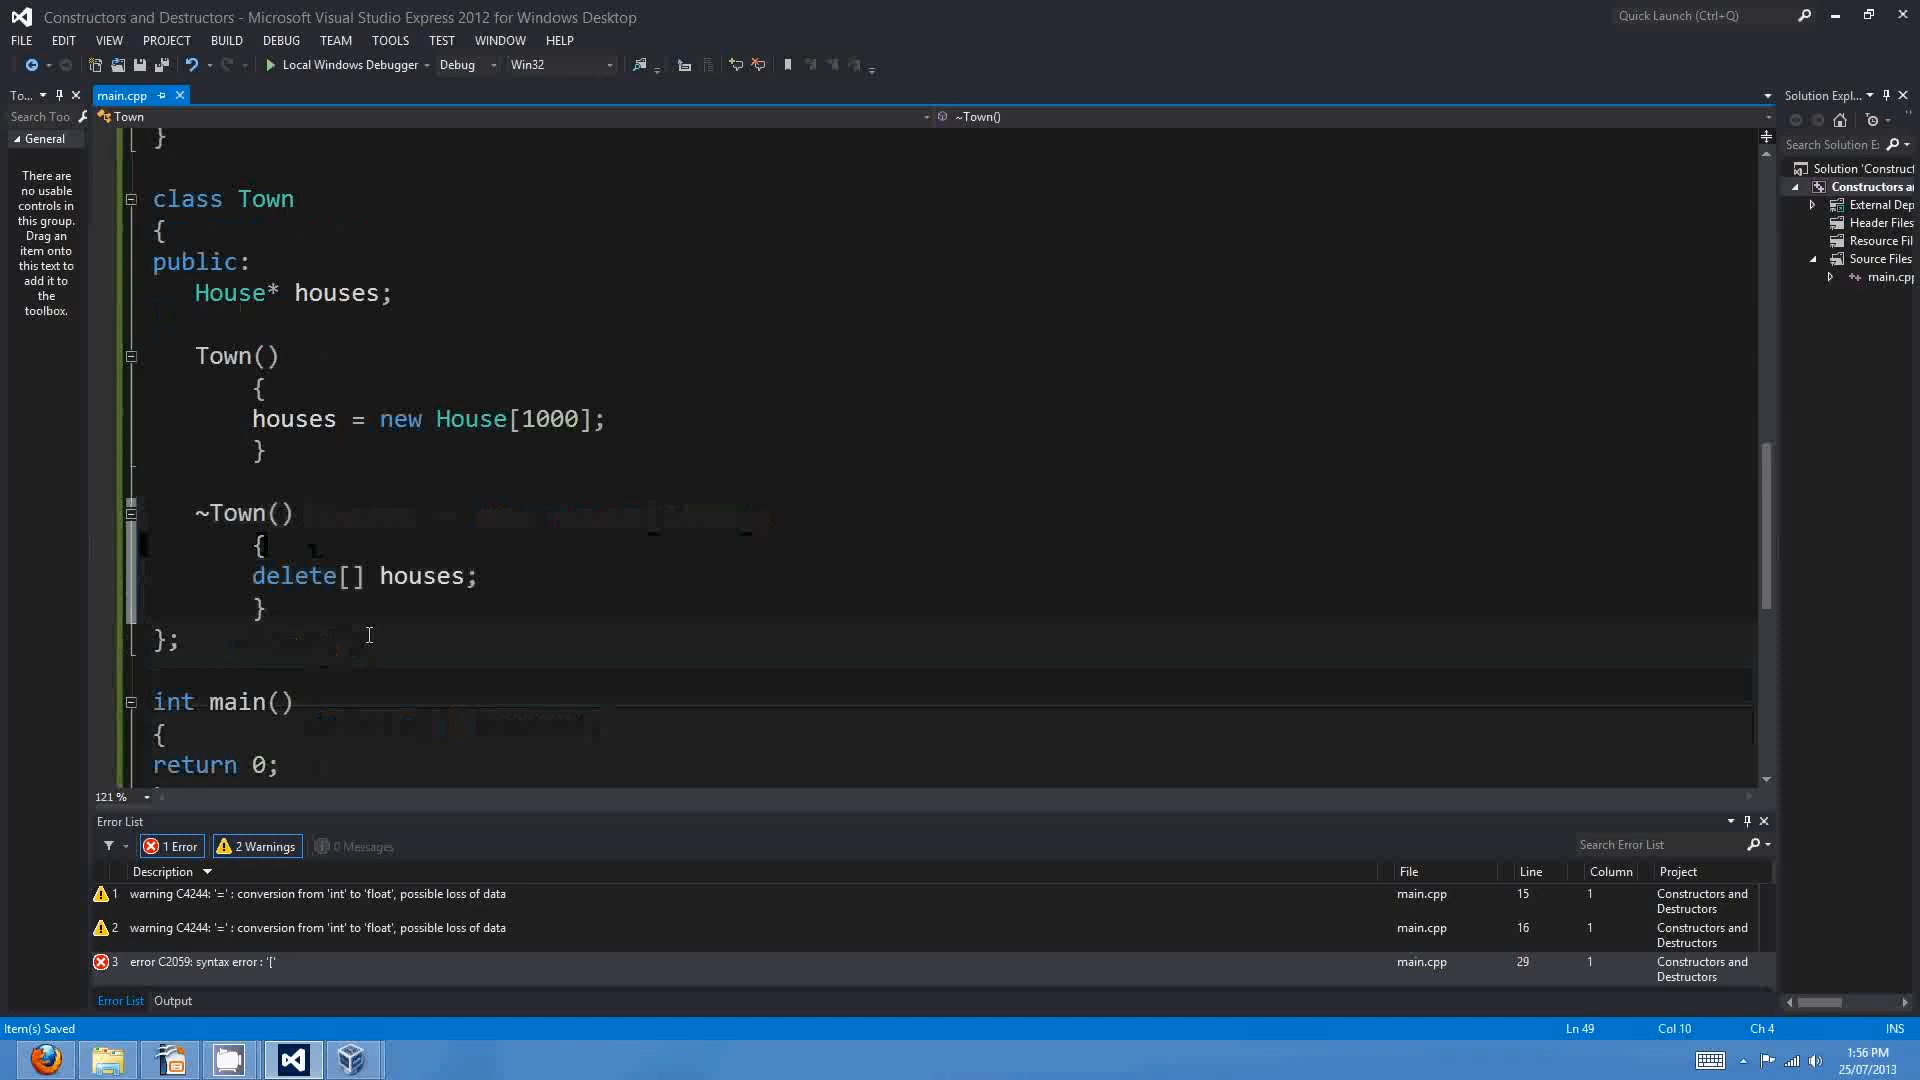 Constructors and Destructors - Microsoft Visual Studio Express 2012 for Windows Desktop
Quick Launch (Ctrl+Q)
FILE EDIT VIEW PROJECT BUILD DEBUG TEAM TOOLS TEST WINDOW HELP
Local Windows Debugger Debug Win32
To...
main.cpp
Solution Expl...
Search Too
Town
~Town()
General
Search Solution E
There are
no usable
controls in
this group.
Drag an
item onto
this text to
add it to
the
toolbox.
Solution 'Construct
Constructors a
External Dep
Header Files
Resource Fil
Source Files
main.cpp
}
class Town
{
public:
House* houses;
Town()
{
houses = new House[1000];
}
~Town()
{
delete[] houses;
}
};
int main()
{
return 0;
121 %
Error List
1 Error 2 Warnings 0 Messages
Search Error List
Description File Line Column Project
1 warning C4244: '=' : conversion from 'int' to 'float', possible loss of data main.cpp 15 1 Constructors and
Destructors
2 warning C4244: '=' : conversion from 'int' to 'float', possible loss of data main.cpp 16 1 Constructors and
Destructors
3 error C2059: syntax error : '[' main.cpp 29 1 Constructors and
Destructors
Error List Output
Item(s) Saved
Ln 49 Col 10 Ch 4 INS
1:56 PM
25/07/2013